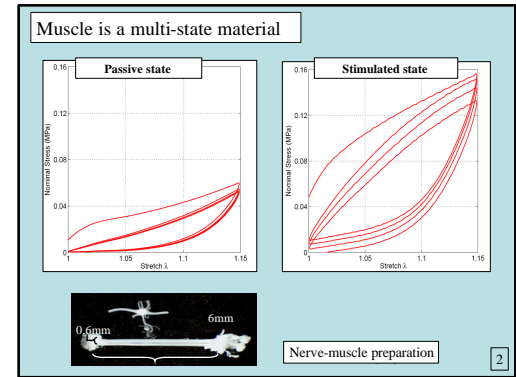 Muscle is a multi-state material
Passive state
0.16
0.12
0.08
0.04
0
1
1.05
1.1
1.15
Nominal Stress (MPa)
Stretch λ
Stimulated state
0.16
0.12
0.08
0.04
0
1
1.05
1.1
1.15
Nominal Stress (MPa)
Stretch λ
0.6mm
6mm
Nerve-muscle preparation
2